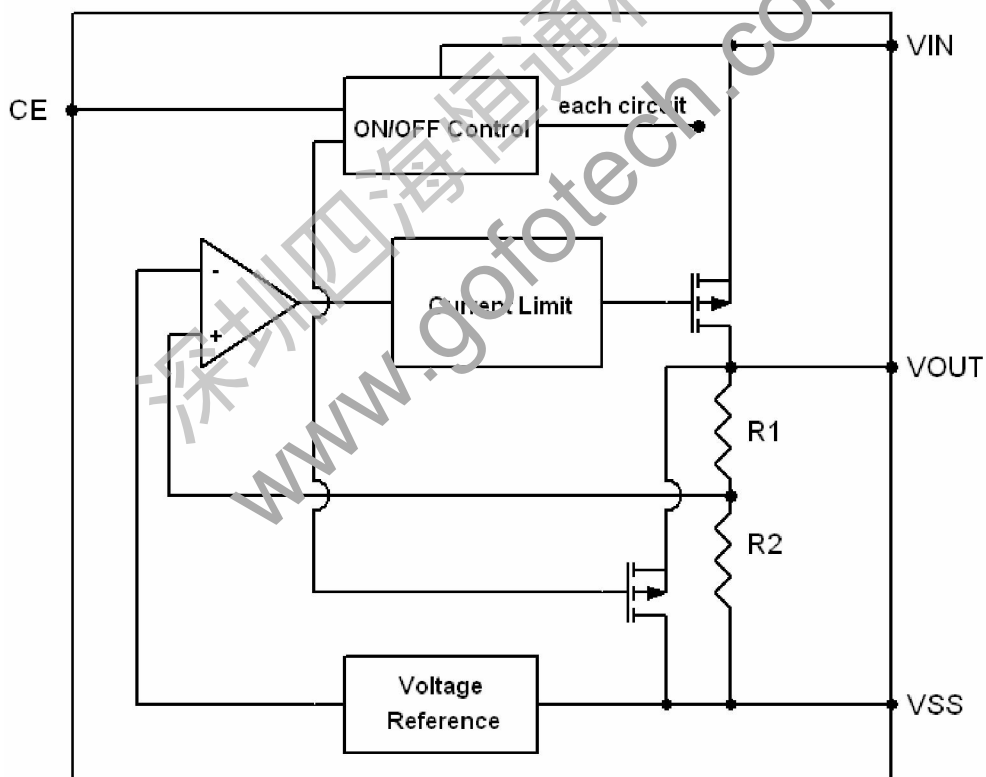 VIN
CE
each circuit
ON/OFF Control
-
Current Limit
+
VOUT
R1
R2
Voltage
Reference
VSS
深圳四海恒通科
www.gofotech.com